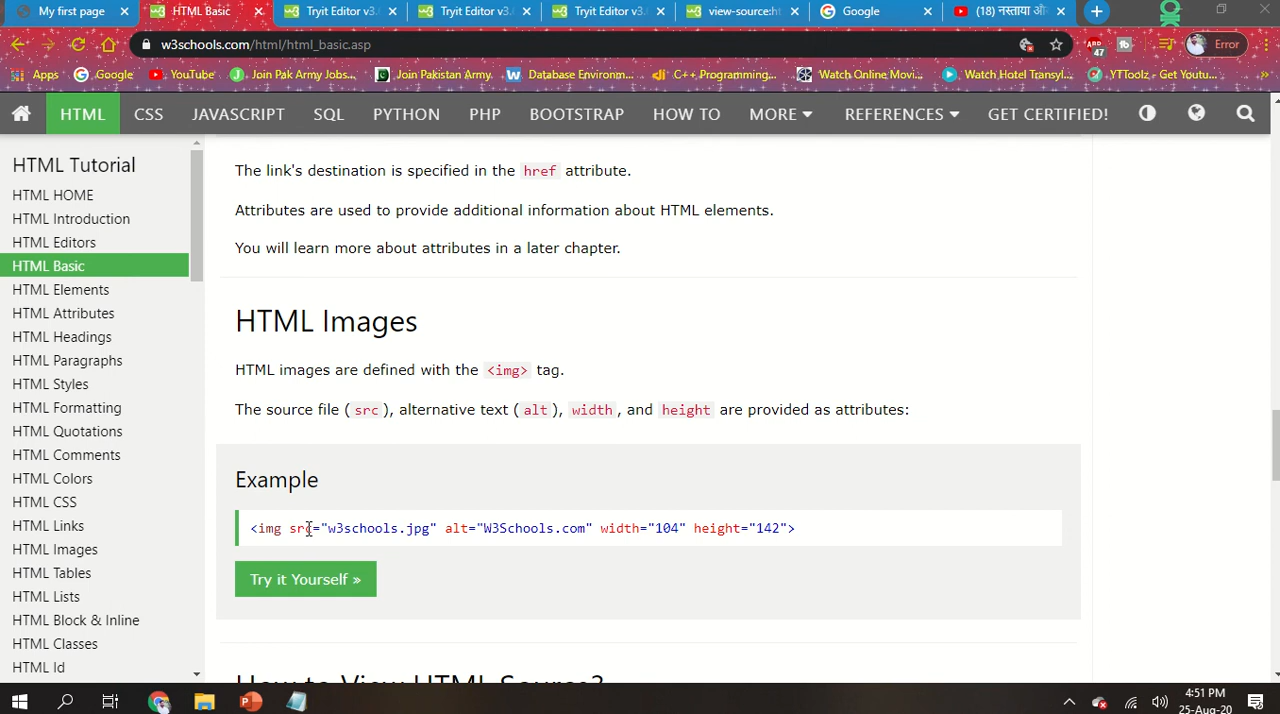 My first page
HTML Basic
Tryit Editor v3.
Tryit Editor v3.
Tryit Editor v3.
view-source:ht
Google
(18) नस्ताया औ
w3schools.com/html/html_basic.asp
ABP
47
Error
Apps
Google
YouTube
Join Pak Army Jobs...
Join Pakistan Army.
Database Environm...
C++ Programming,...
Watch Online Movi...
Watch Hotel Transyl...
YTToolz - Get Youtu...
HTML
CSS
JAVASCRIPT
SQL
PYTHON
PHP
BOOTSTRAP
HOW TO
MORE
REFERENCES
GET CERTIFIED!
HTML Tutorial
HTML HOME
HTML Introduction
HTML Editors
HTML Basic
HTML Elements
HTML Attributes
HTML Headings
HTML Paragraphs
HTML Styles
HTML Formatting
HTML Quotations
HTML Comments
HTML Colors
HTML CSS
HTML Links
HTML Images
HTML Tables
HTML Lists
HTML Block & Inline
HTML Classes
HTML Id
The link's destination is specified in the href attribute.
Attributes are used to provide additional information about HTML elements.
You will learn more about attributes in a later chapter.
HTML Images
HTML images are defined with the <img> tag.
The source file ( src ), alternative text ( alt ), width , and height are provided as attributes:
Example
<img src="w3schools.jpg" alt="W3Schools.com" width="104" height="142">
Try it Yourself »
How to View HTML Source?
4:51 PM
25-Aug-20